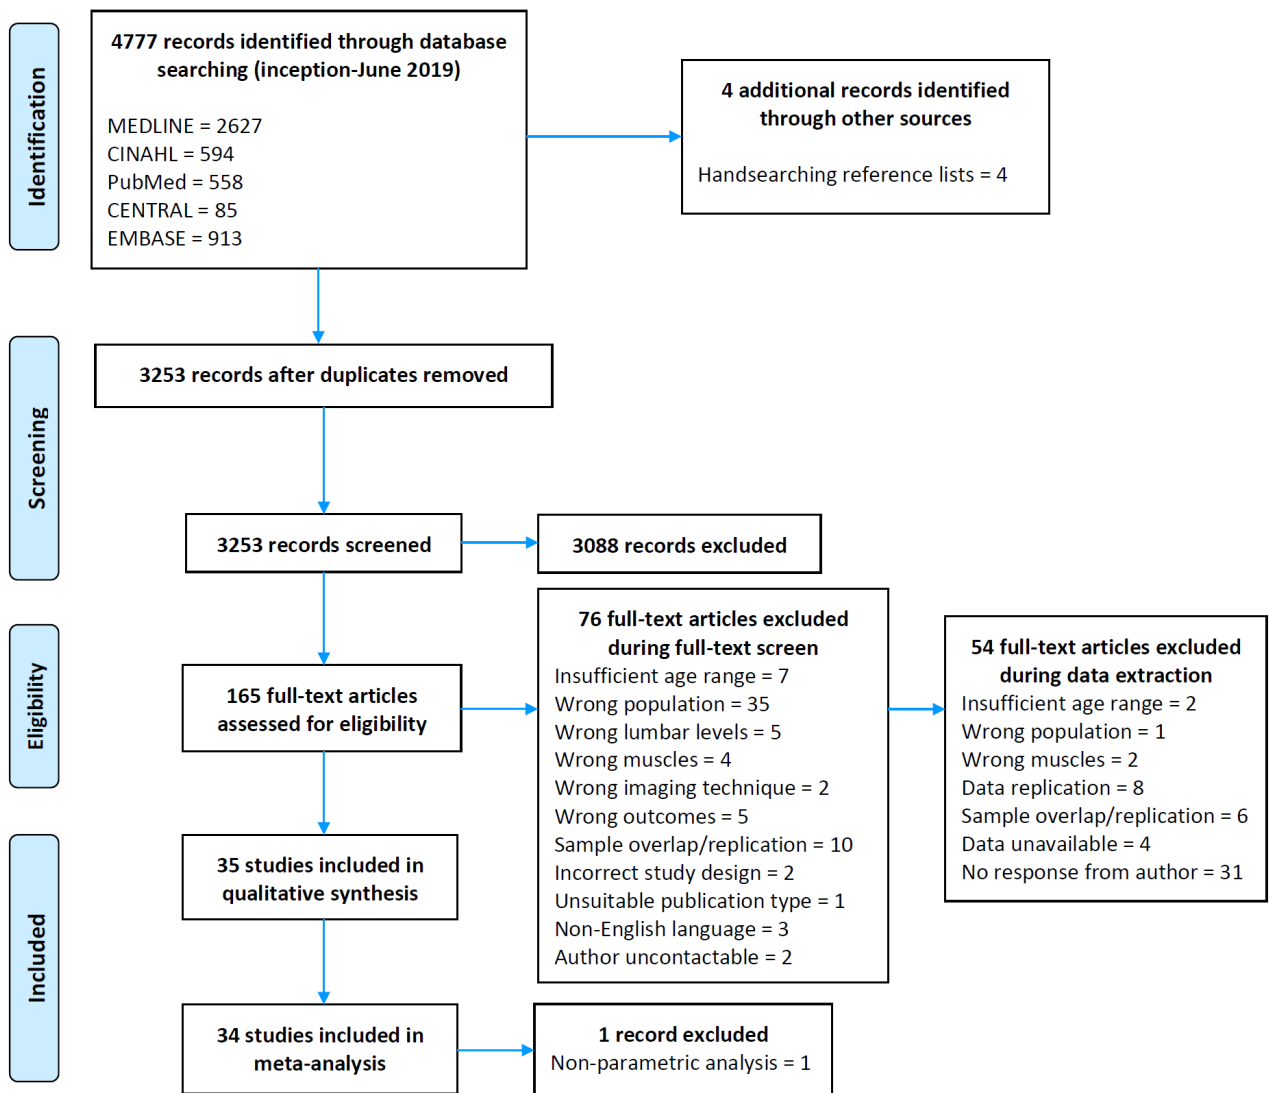 Identification
4777 records identified through database
searching (inception-June 2019)
MEDLINE = 2627
CINAHL = 594
PubMed = 558
CENTRAL = 85
EMBASE = 913
4 additional records identified
through other sources
Handsearching reference lists = 4
Screening
3253 records after duplicates removed
3253 records screened
3088 records excluded
Eligibility
165 full-text articles
assessed for eligibility
76 full-text articles excluded
during full-text screen
Insufficient age range = 7
Wrong population = 35
Wrong lumbar levels = 5
Wrong muscles = 4
Wrong imaging technique = 2
Wrong outcomes = 5
Sample overlap/replication = 10
Incorrect study design = 2
Unsuitable publication type = 1
Non-English language = 3
Author uncontactable = 2
54 full-text articles excluded
during data extraction
Insufficient age range = 2
Wrong population = 1
Wrong muscles = 2
Data replication = 8
Sample overlap/replication = 6
Data unavailable = 4
No response from author = 31
Included
35 studies included in
qualitative synthesis
34 studies included in
meta-analysis
1 record excluded
Non-parametric analysis = 1